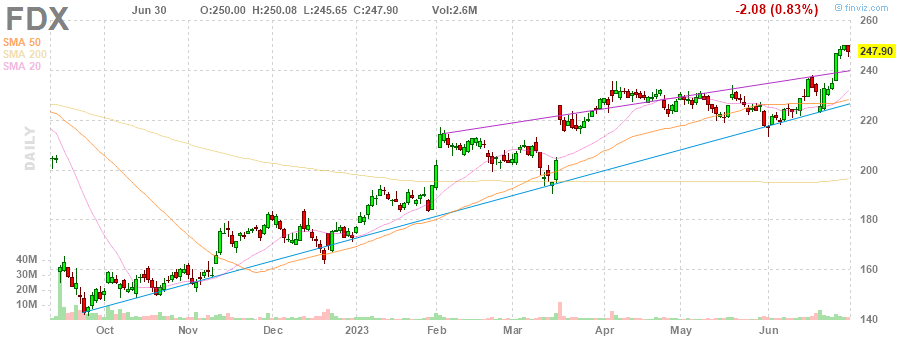 FDX
Jun 30 O:250.00 H:250.08 L:245.65 C:247.90 Vol:2.6M -2.08 (0.83%)
© finviz.com
SMA 50
SMA 200
SMA 20
DAILY
260
247.90
240
220
200
180
160
140
40M
30M
20M
10M
Oct Nov Dec 2023 Feb Mar Apr May Jun